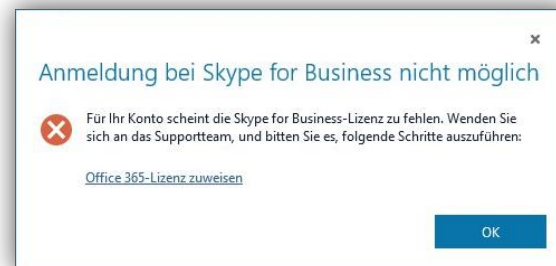 Anmeldung bei Skype for Business nicht möglich
Für Ihr Konto scheint die Skype for Business-Lizenz zu fehlen. Wenden Sie
sich an das Supportteam, und bitten Sie es, folgende Schritte auszuführen:
Office 365-Lizenz zuweisen
OK